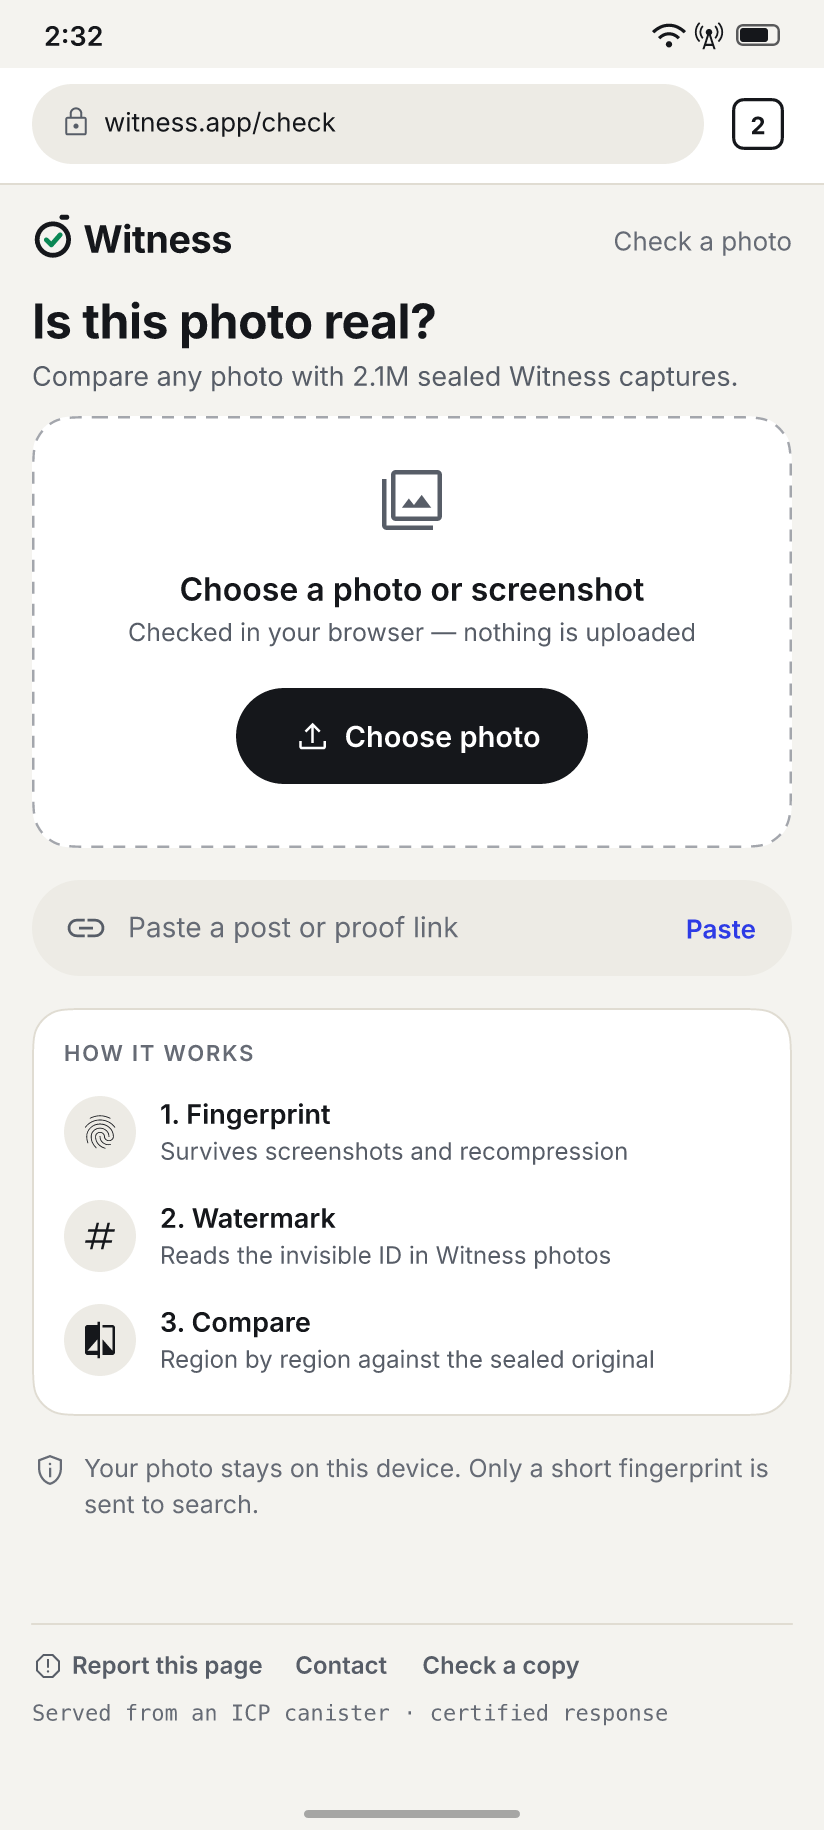 2:32
witness.app/check
2
Witness
Check a photo
Is this photo real?
Compare any photo with 2.1M sealed Witness captures.
Choose a photo or screenshot
Checked in your browser — nothing is uploaded
Choose photo
Paste a post or proof link
Paste
HOW IT WORKS
1. Fingerprint
Survives screenshots and recompression
#
2. Watermark
Reads the invisible ID in Witness photos
3. Compare
Region by region against the sealed original
Your photo stays on this device. Only a short fingerprint is
sent to search.
Report this page
Contact
Check a copy
Served from an ICP canister · certified response